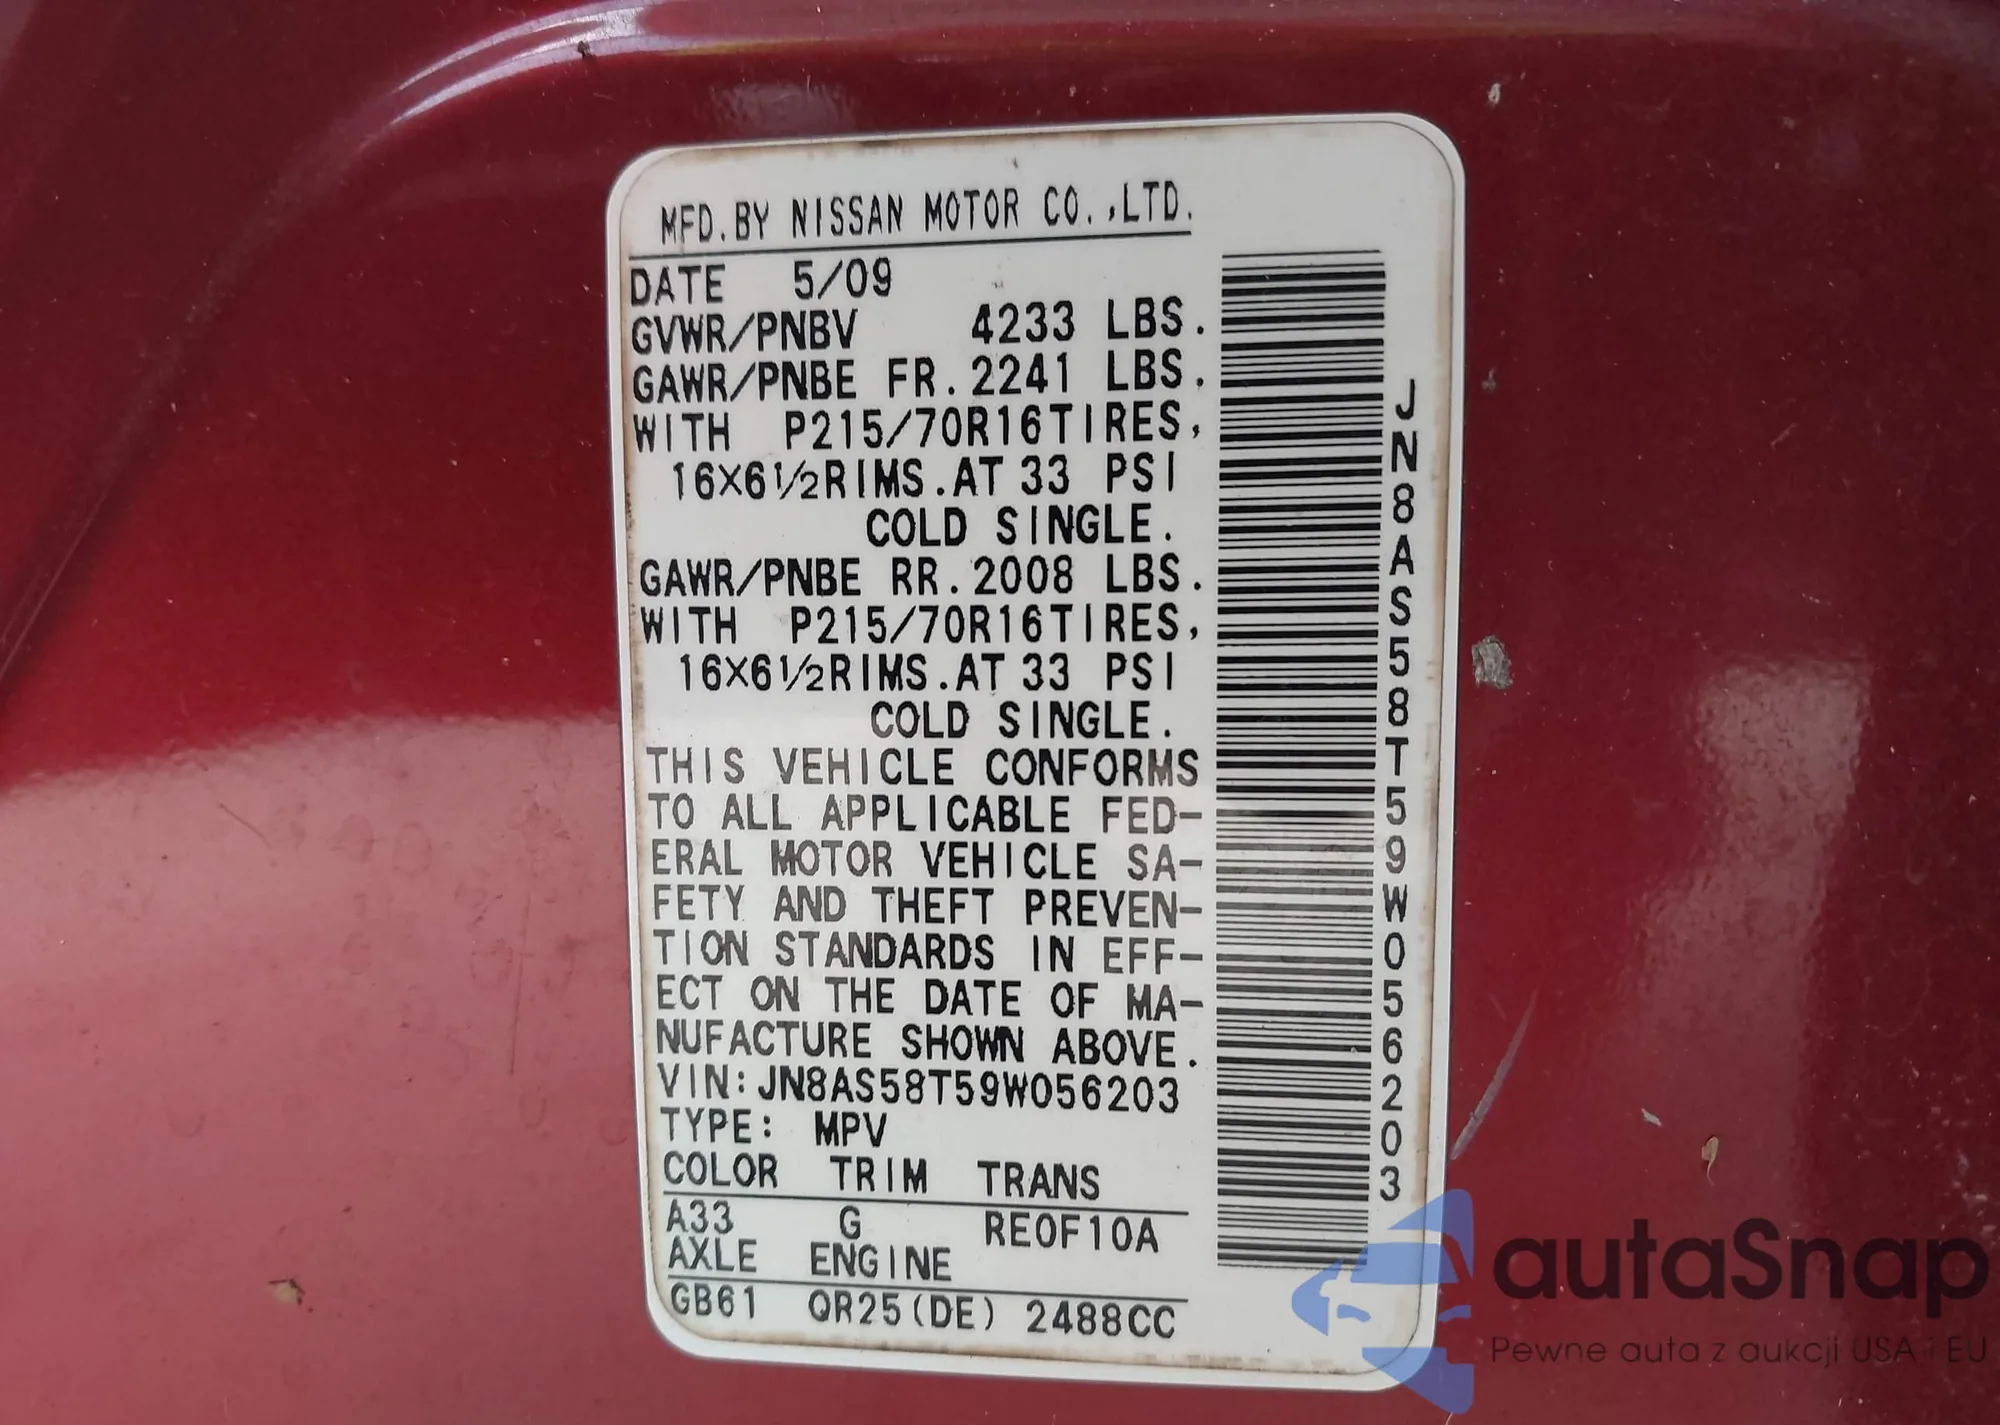 MFD.BY NISSAN MOTOR CO.,LTD.
DATE 5/09
GVWR/PNBV 4233 LBS.
GAWR/PNBE FR.2241 LBS.
WITH P215/70R16TIRES,
16X6½RIMS.AT 33 PSI
COLD SINGLE.
GAWR/PNBE RR.2008 LBS.
WITH P215/70R16TIRES,
16X6½RIMS.AT 33 PSI
COLD SINGLE.
THIS VEHICLE CONFORMS
TO ALL APPLICABLE FED-
ERAL MOTOR VEHICLE SA-
FETY AND THEFT PREVEN-
TION STANDARDS IN EFF-
ECT ON THE DATE OF MA-
NUFACTURE SHOWN ABOVE.
VIN:JN8AS58T59W056203
TYPE: MPV
COLOR TRIM TRANS
A33 G RE0F10A
AXLE ENGINE
GB61 QR25(DE) 2488CC
JN8AS58T59W056203
autaSnap
Pewne auta z aukcji USA i EU